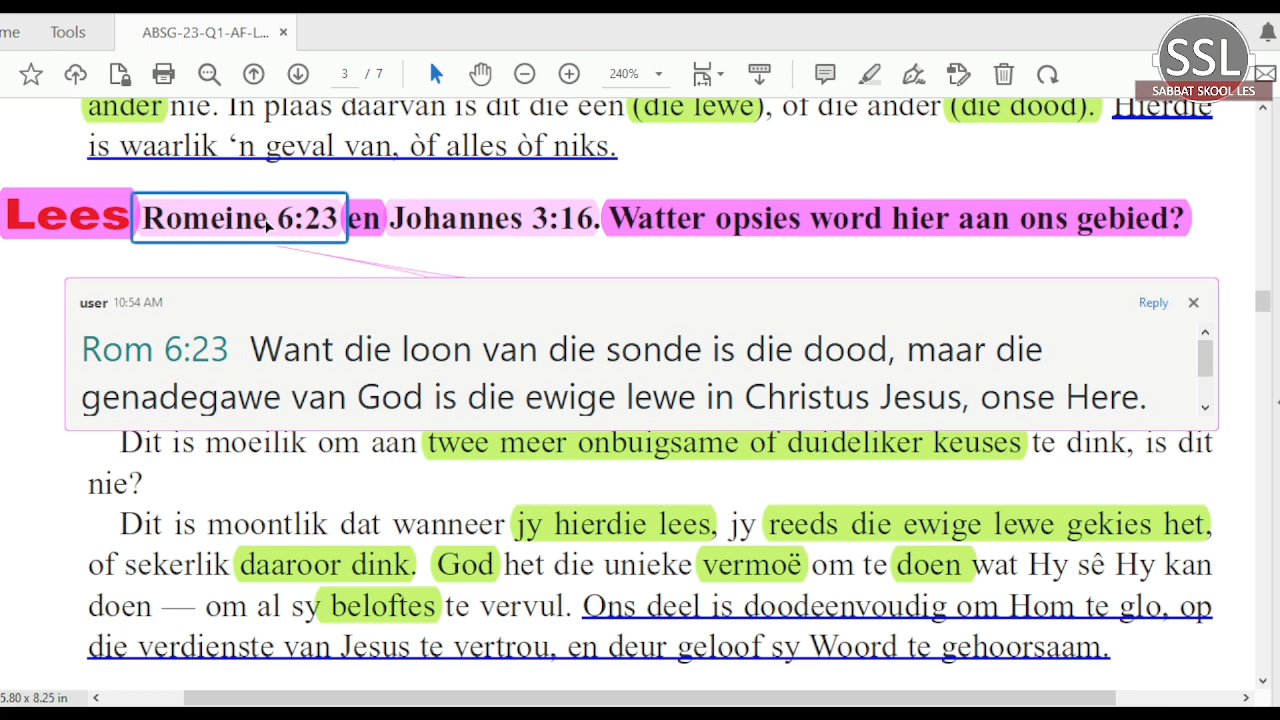 me Tools ABSG-23-Q1-AF-L... ×
SSL
SABBAT SKOOL LES
3 / 7 240%
ander nie. In plaas daarvan is dit die een (die lewe), of die ander (die dood). Hierdie
is waarlik ‘n geval van, òf alles òf niks.
Lees Romeine 6:23 en Johannes 3:16. Watter opsies word hier aan ons gebied?
user 10:54 AM Reply ×
Rom 6:23 Want die loon van die sonde is die dood, maar die
genadegawe van God is die ewige lewe in Christus Jesus, onse Here.
Dit is moeilik om aan twee meer onbuigsame of duideliker keuses te dink, is dit
nie?
Dit is moontlik dat wanneer jy hierdie lees, jy reeds die ewige lewe gekies het,
of sekerlik daaroor dink. God het die unieke vermoë om te doen wat Hy sê Hy kan
doen — om al sy beloftes te vervul. Ons deel is doodeenvoudig om Hom te glo, op
die verdienste van Jesus te vertrou, en deur geloof sy Woord te gehoorsaam.
5.80 x 8.25 in